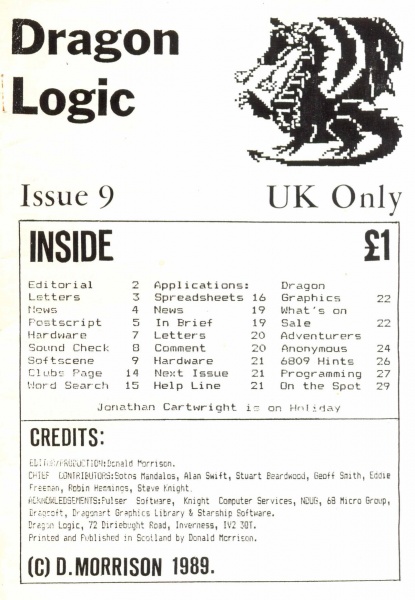 Dragon
Logic
Issue 9 UK Only
INSIDE £1
Editorial 2 Applications: Dragon
Letters 3 Spreadsheets 16 Graphics 22
News 4 News 19 What's on
Postscript 5 In Brief 19 Sale 22
Hardware 7 Letters 20 Adventurers
Sound Check 8 Comment 20 Anonymous 24
Softscene 9 Hardware 21 6809 Hints 26
Clubs Page 14 Next Issue 21 Programming 27
Word Search 15 Help Line 21 On the Spot 29
Jonathan Cartwright is on Holiday
CREDITS:
EDITOR/PRODUCTION:Donald Morrison.
CHIEF CONTRIBUTORS:Sotos Mandalos, Alan Swift, Stuart Beardwood, Geoff Smith, Eddie
Freeman, Robin Hemmings, Steve Knight.
ACKNOWLEDGEMENTS:Pulser Software, Knight Computer Services, NDUG, 68 Micro Group,
Dragsoft, Dragonart Graphics Library & Starship Software.
Dragon Logic, 72 Diriebught Road, Inverness, IV2 3QT.
Printed and Published in Scotland by Donald Morrison.
(C) D.MORRISON 1989.